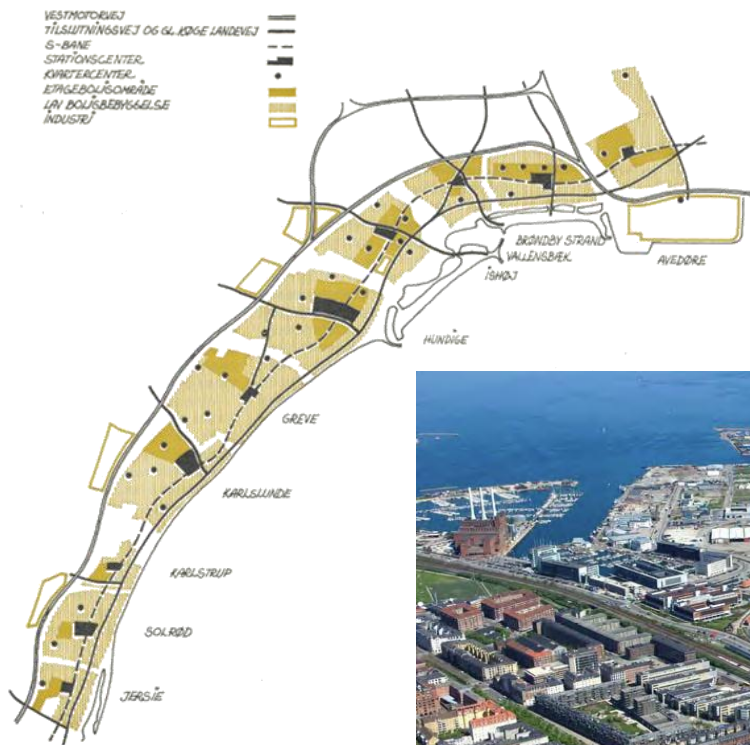 VESTMOTORVEJ
TILSLUTNINGSVEJ OG GL. KØGE LANDEVEJ
S-BANE
STATIONSCENTER
KVARTERCENTER
ETAGEBOLIGOMRÅDE
LAV BOLIGBEBYGGELSE
INDUSTRI
BRØNDBY STRAND
VALLENSBÆK
AVEDØRE
ISHØJ
HUNDIGE
GREVE
KARLSLUNDE
KARLSTRUP
SOLRØD
JERSIE